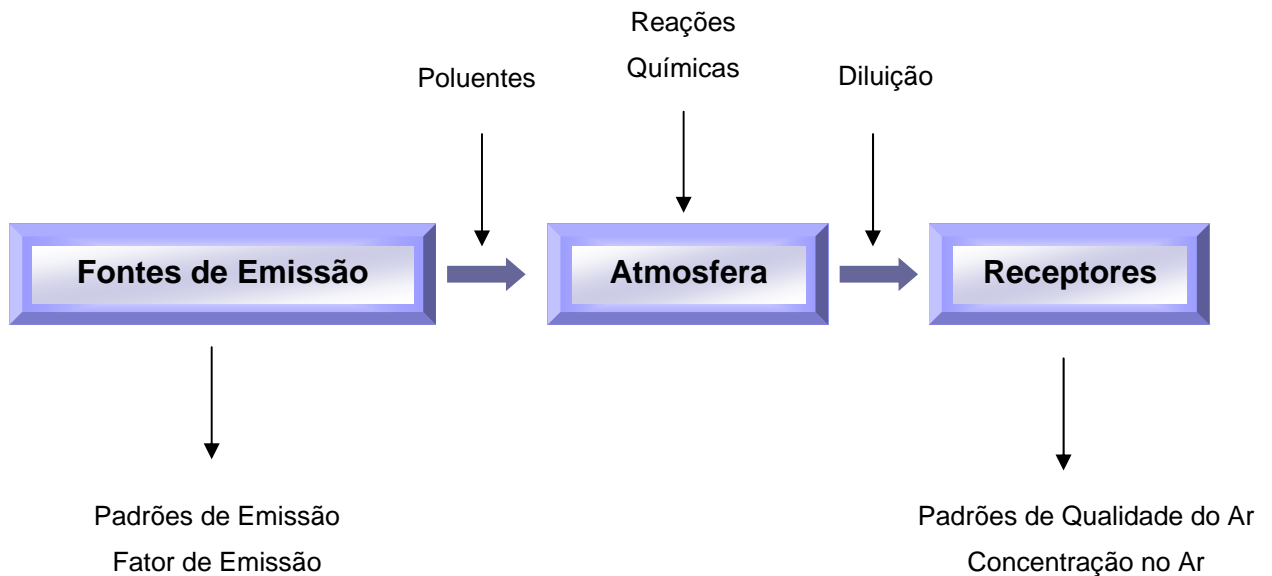 Reações
Químicas
Poluentes
Diluição
Fontes de Emissão
Atmosfera
Receptores
Padrões de Emissão
Fator de Emissão
Padrões de Qualidade do Ar
Concentração no Ar